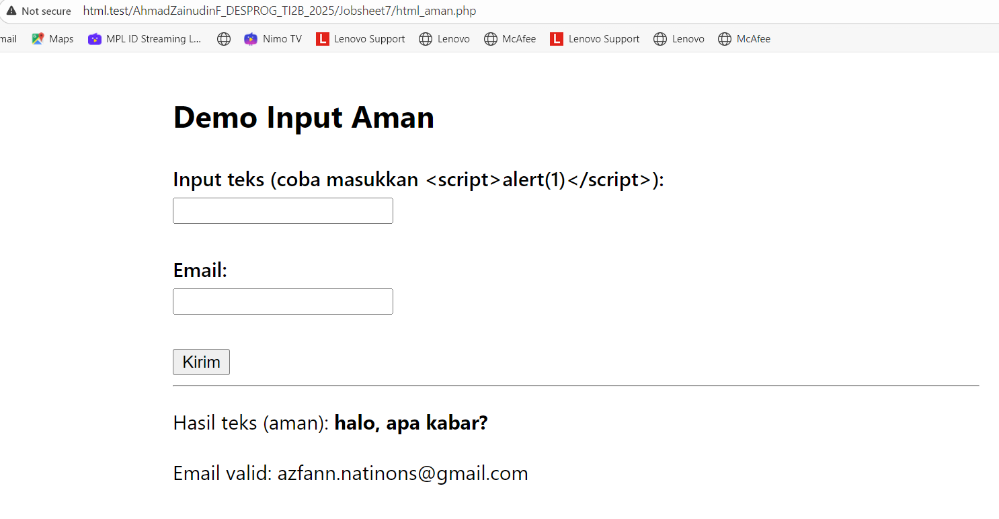 Not secure html.test/AhmadZainudinF_DESPROG_TI2B_2025/Jobsheet7/html_aman.php
mail Maps MPL ID Streaming L... Nimo TV L Lenovo Support Lenovo McAfee L Lenovo Support Lenovo McAfee
Demo Input Aman
Input teks (coba masukkan <script>alert(1)</script>):
Email:
Kirim
Hasil teks (aman): halo, apa kabar?
Email valid: azfann.natinons@gmail.com